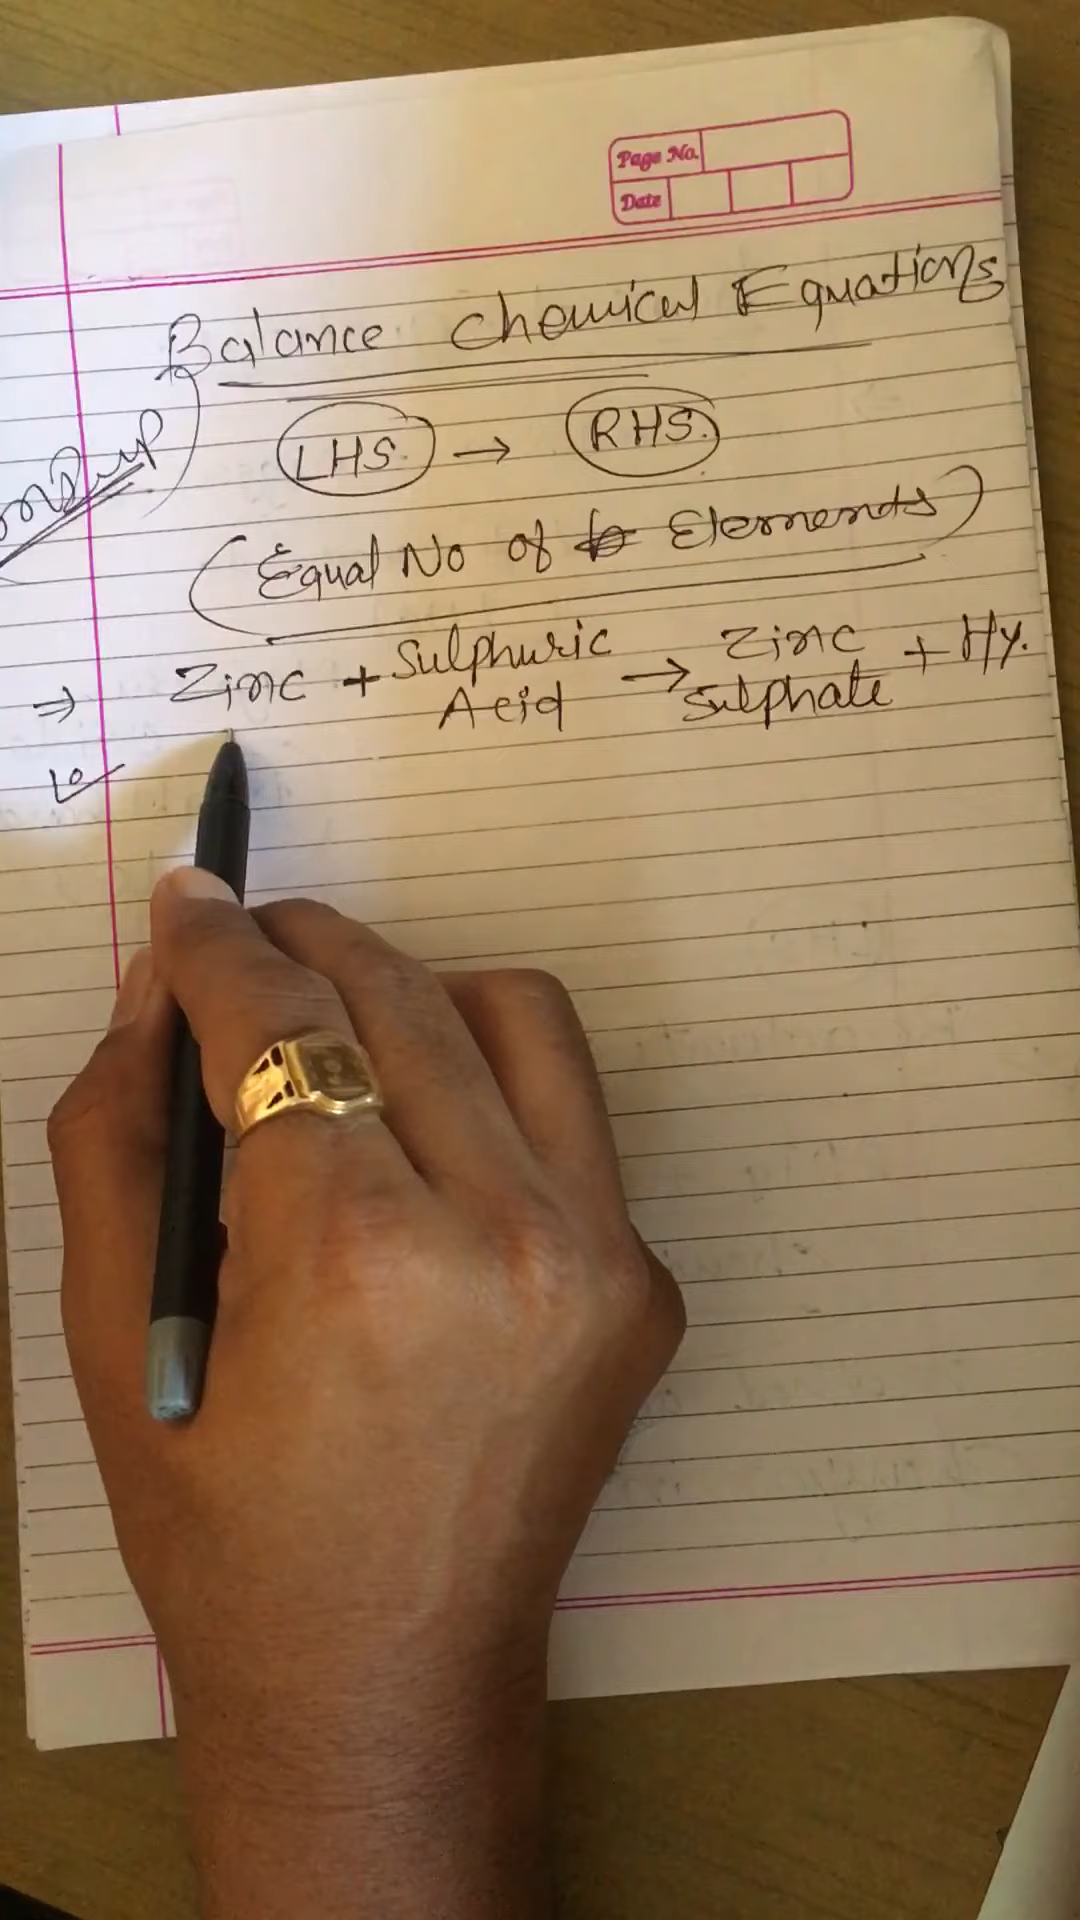 Page No.
Date
Balance Chemical Equations
LHS. → RHS.
(Equal No of Elements)
⇒ Zinc + Sulphuric Acid → Zinc Sulphate + Hy.